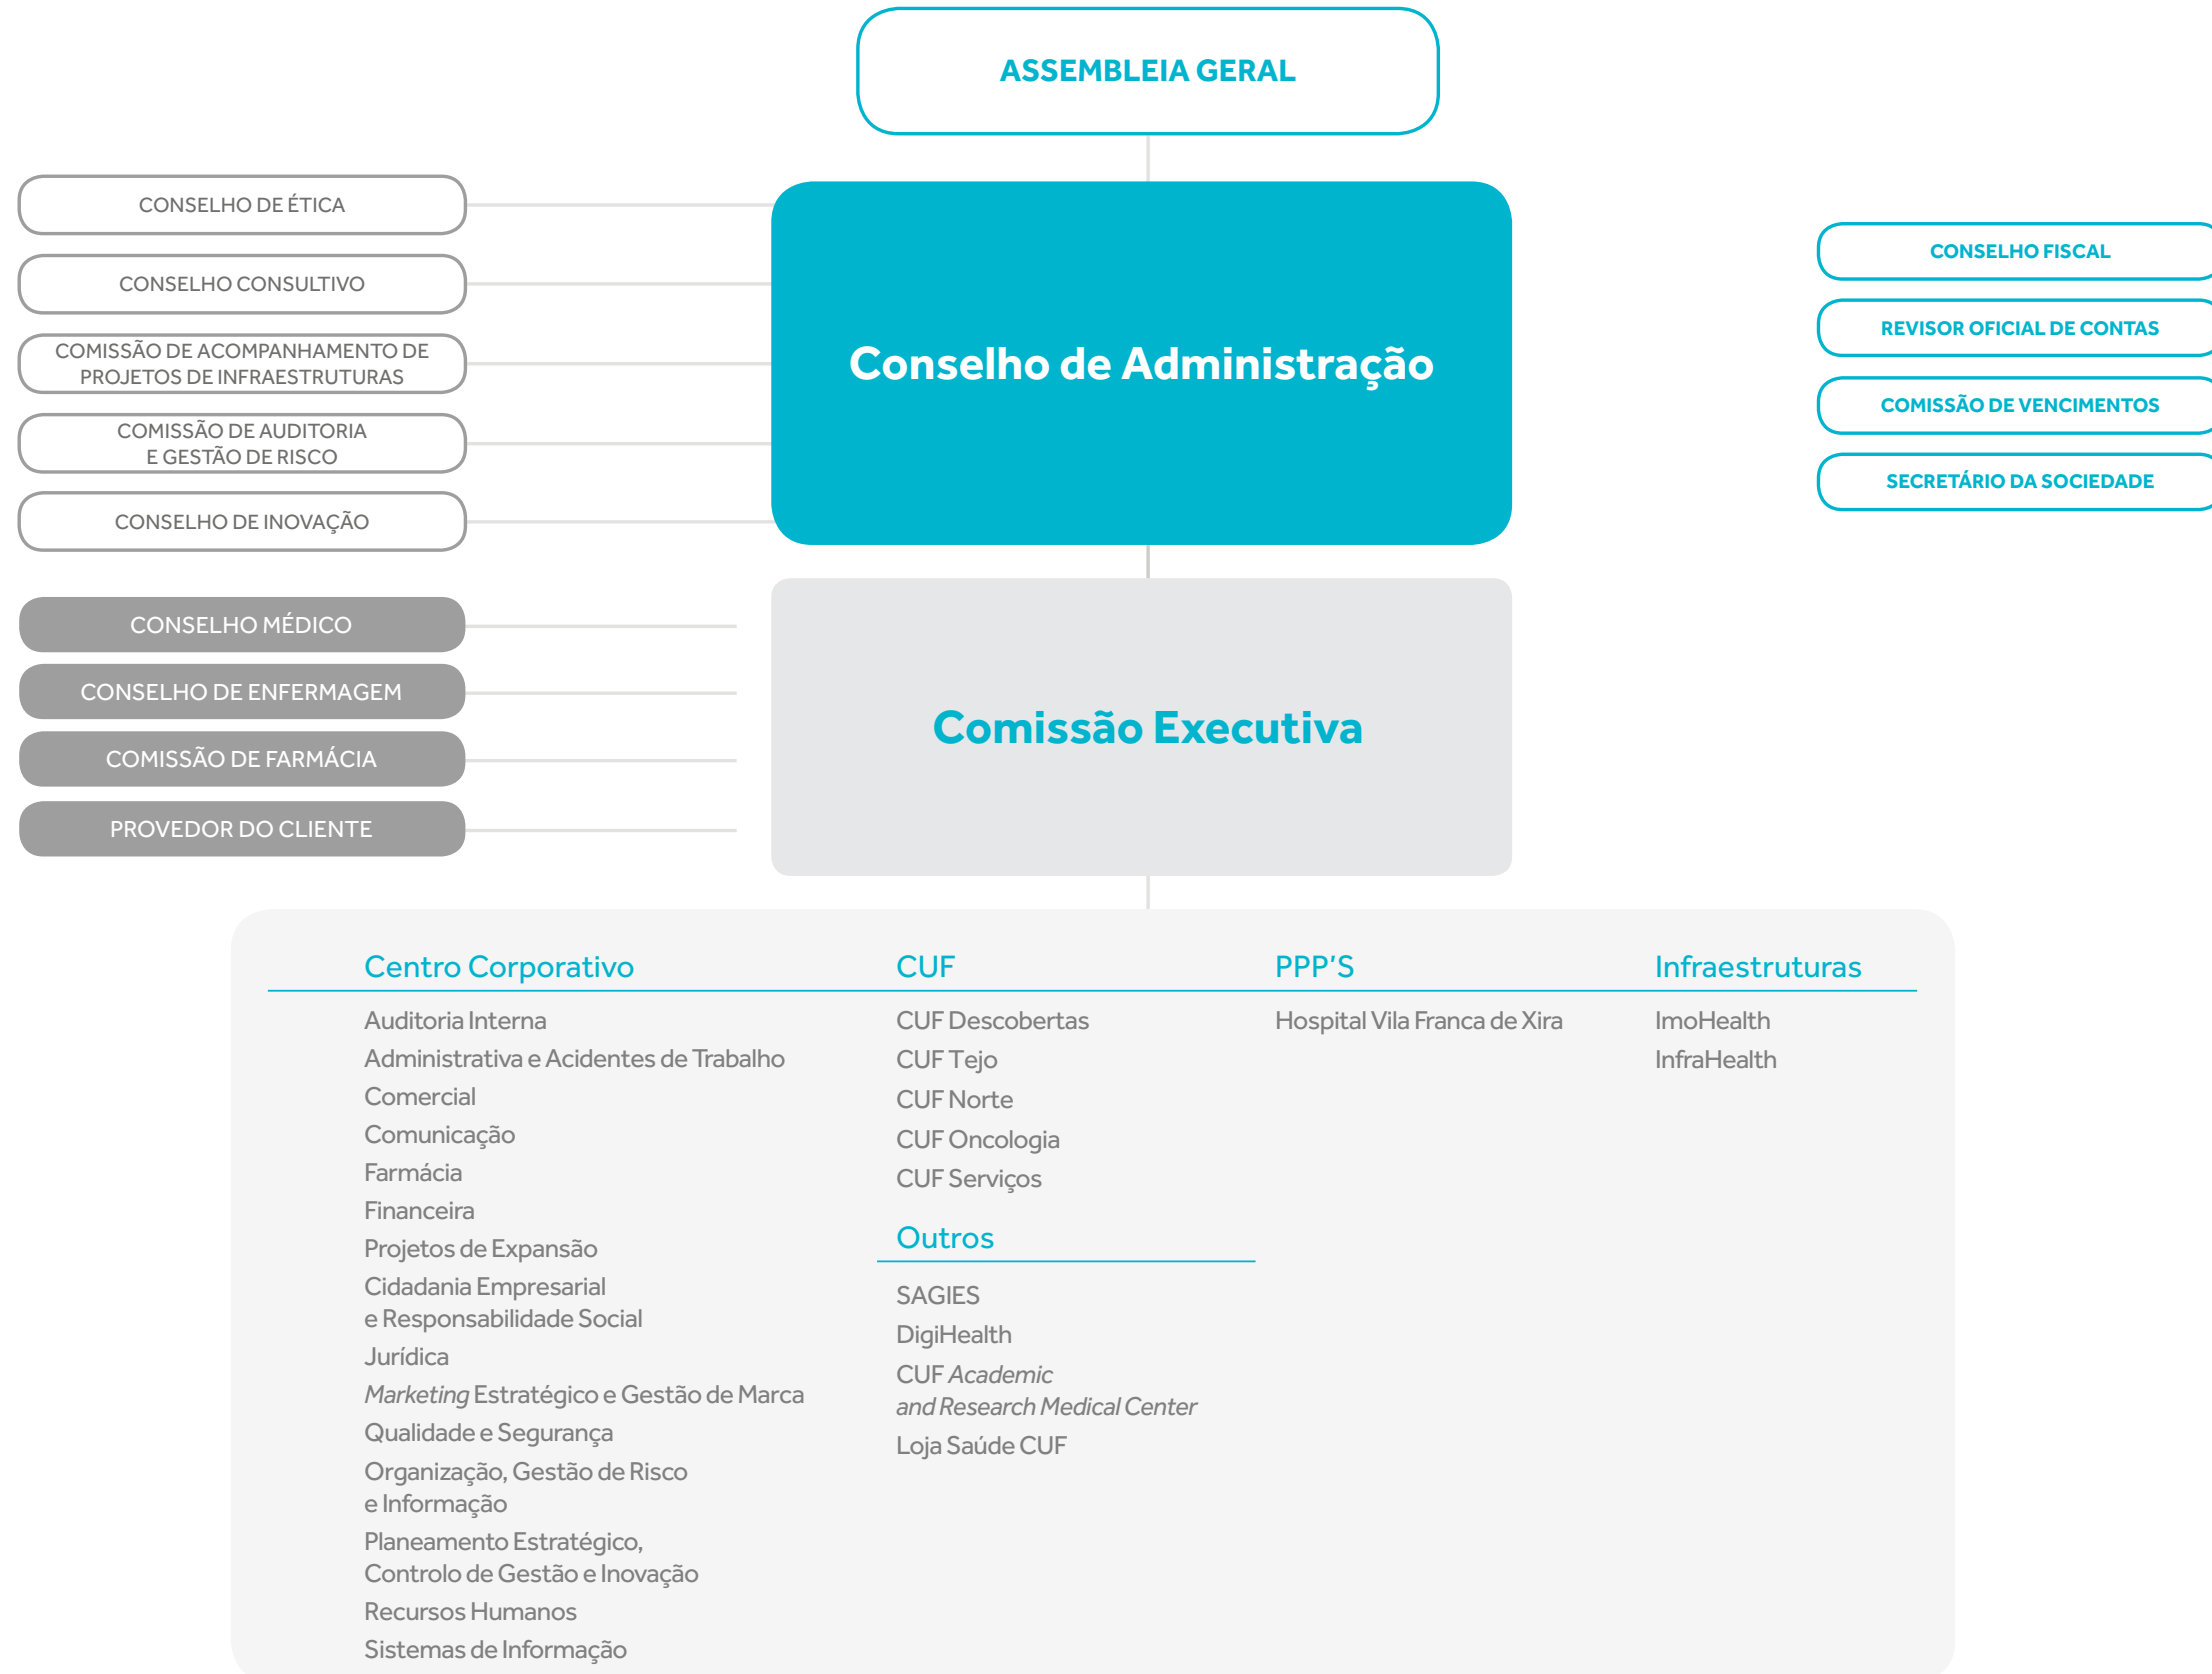 ASSEMBLEIA GERAL
CONSELHO DE ÉTICA
CONSELHO CONSULTIVO
COMISSÃO DE ACOMPANHAMENTO DE
PROJETOS DE INFRAESTRUTURAS
COMISSÃO DE AUDITORIA
E GESTÃO DE RISCO
CONSELHO DE INOVAÇÃO
Conselho de Administração
CONSELHO FISCAL
REVISOR OFICIAL DE CONTAS
COMISSÃO DE VENCIMENTOS
SECRETÁRIO DA SOCIEDADE
CONSELHO MÉDICO
CONSELHO DE ENFERMAGEM
COMISSÃO DE FARMÁCIA
PROVEDOR DO CLIENTE
Comissão Executiva
Centro Corporativo
Auditoria Interna
Administrativa e Acidentes de Trabalho
Comercial
Comunicação
Farmácia
Financeira
Projetos de Expansão
Cidadania Empresarial
e Responsabilidade Social
Jurídica
Marketing Estratégico e Gestão de Marca
Qualidade e Segurança
Organização, Gestão de Risco
e Informação
Planeamento Estratégico,
Controlo de Gestão e Inovação
Recursos Humanos
Sistemas de Informação
CUF
CUF Descobertas
CUF Tejo
CUF Norte
CUF Oncologia
CUF Serviços
Outros
SAGIES
DigiHealth
CUF Academic
and Research Medical Center
Loja Saúde CUF
PPP'S
Hospital Vila Franca de Xira
Infraestruturas
ImoHealth
InfraHealth